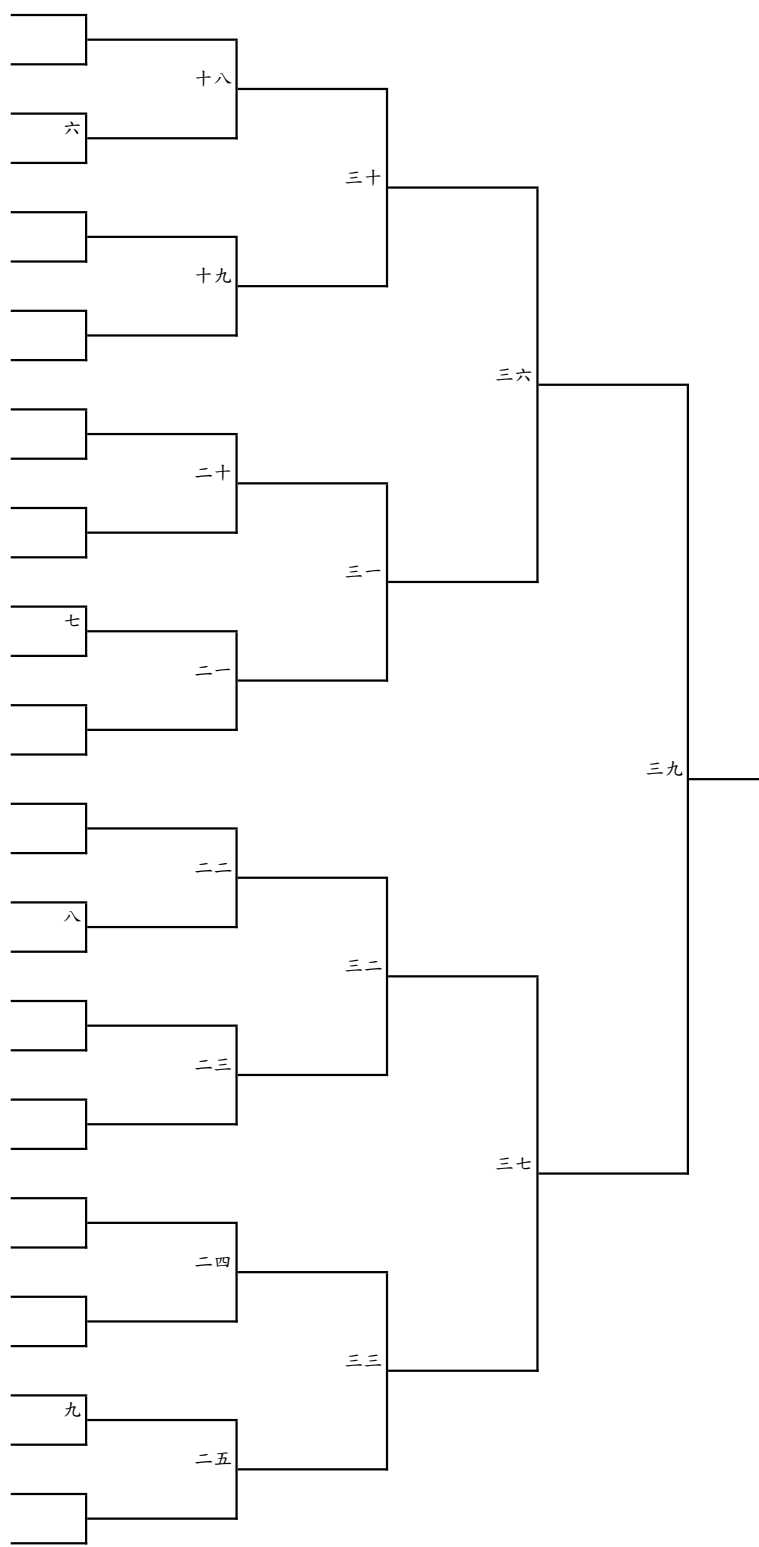 十八
六
三十
十九
三六
二十
三一
七
二一
三九
二二
八
三二
二三
三七
二四
三三
九
二五